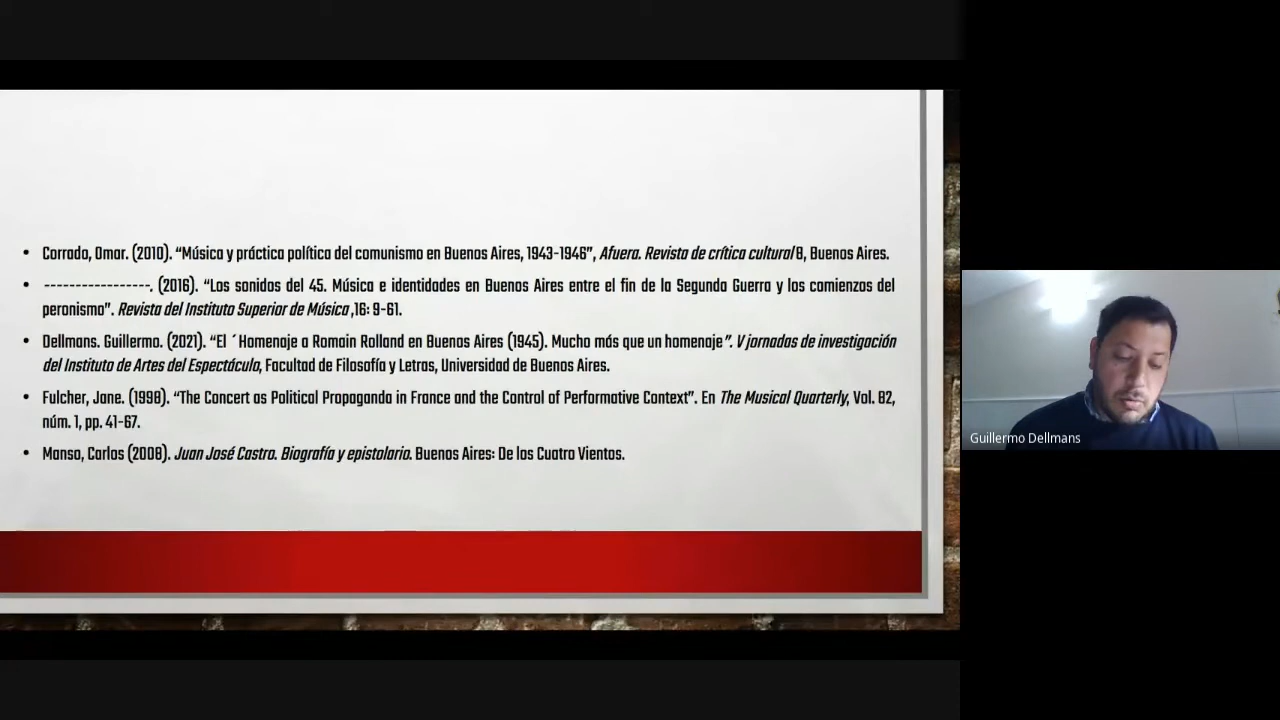 • Corrado, Omar. (2010). “Música y práctica política del comunismo en Buenos Aires, 1943-1946”, Afuera. Revista de crítica cultural 8, Buenos Aires.
• -----------------. (2016). “Los sonidos del 45. Música e identidades en Buenos Aires entre el fin de la Segunda Guerra y los comienzos del
peronismo”. Revista del Instituto Superior de Música ,16: 9-61.
• Dellmans. Guillermo. (2021). “El ´Homenaje a Romain Rolland en Buenos Aires (1945). Mucho más que un homenaje”. V jornadas de investigación
del Instituto de Artes del Espectáculo, Facultad de Filosofía y Letras, Universidad de Buenos Aires.
• Fulcher, Jane. (1998). “The Concert as Political Propaganda in France and the Control of Performative Context”. En The Musical Quarterly, Vol. 82,
núm. 1, pp. 41-67.
• Manso, Carlos (2008). Juan José Castro. Biografía y epistolario. Buenos Aires: De los Cuatro Vientos.
Guillermo Dellmans